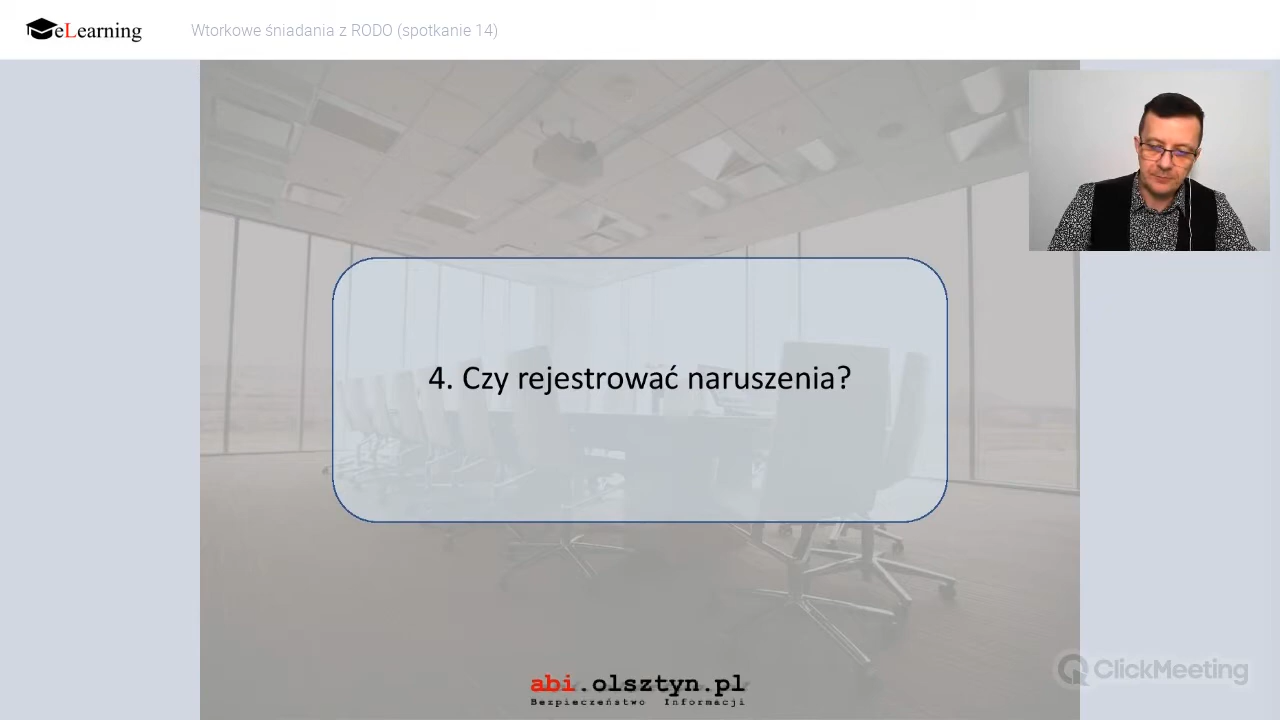 eLearning
Wtorkowe śniadania z RODO (spotkanie 14)
4. Czy rejestrować naruszenia?
abi.olsztyn.pl
Bezpieczeństwo Informacji
ClickMeeting